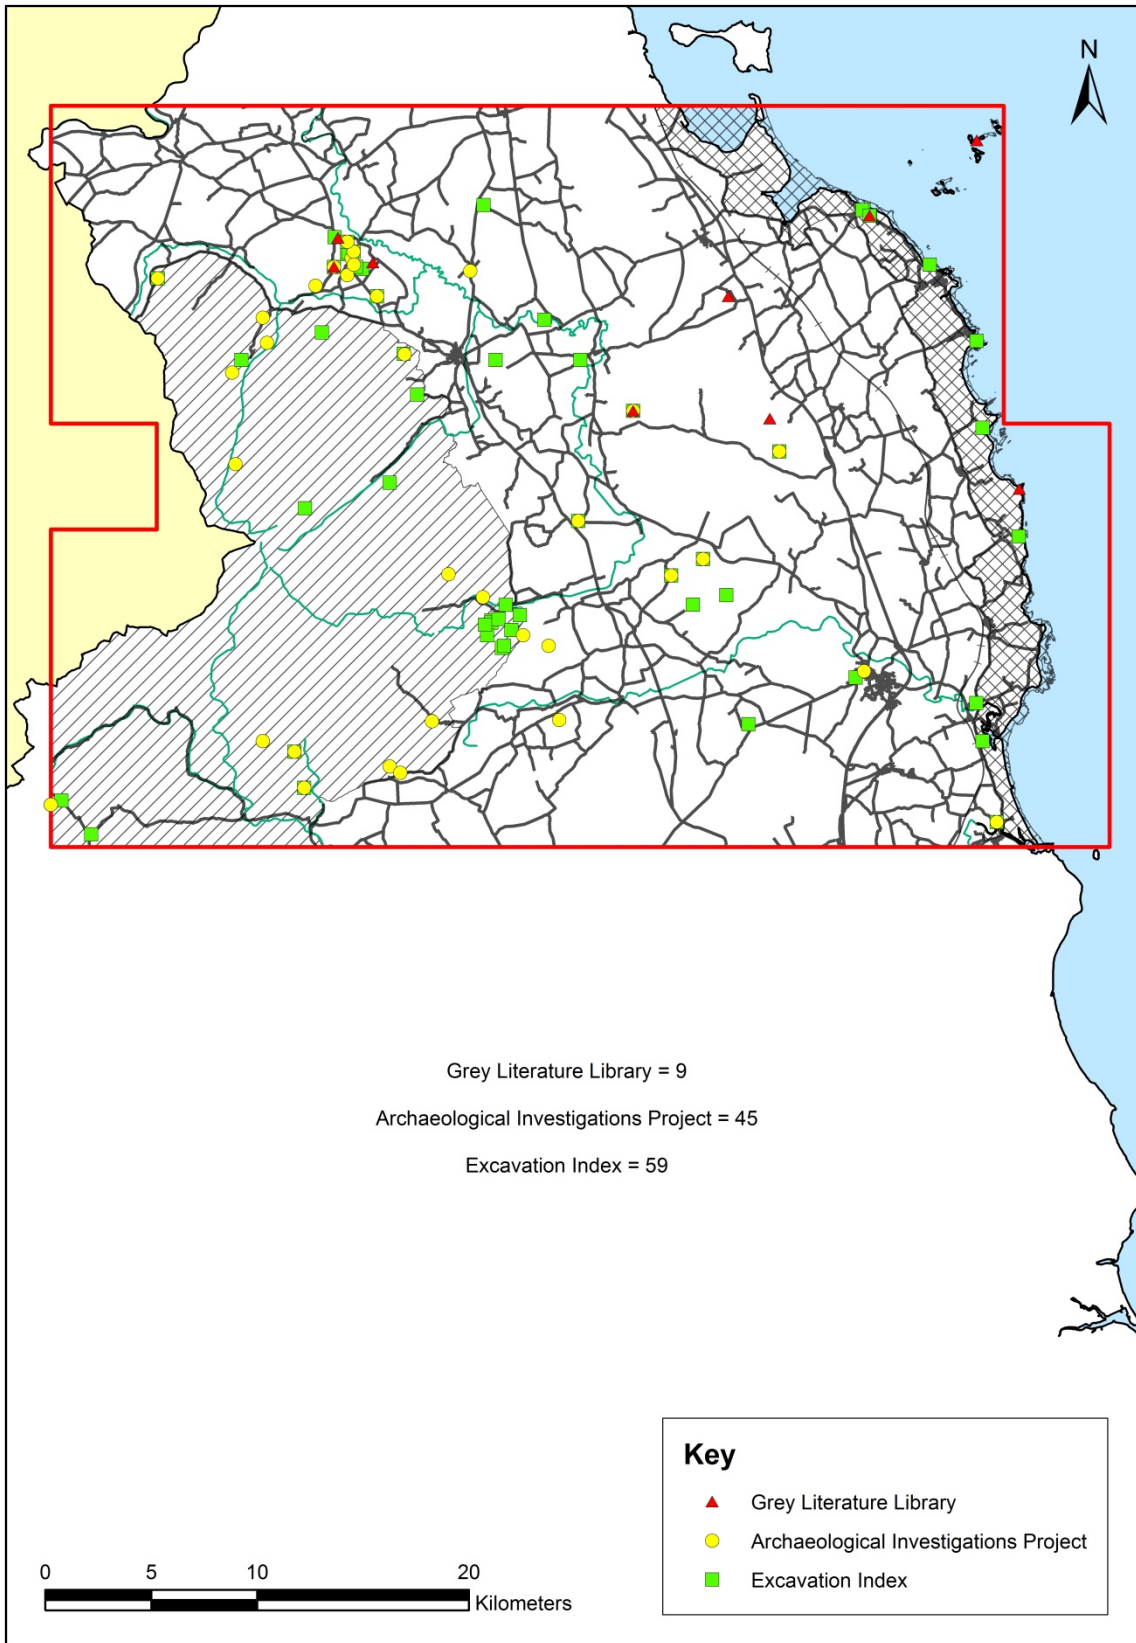 N
Grey Literature Library = 9
Archaeological Investigations Project = 45
Excavation Index = 59
Key
Grey Literature Library
Archaeological Investigations Project
Excavation Index
0 5 10 20
Kilometers